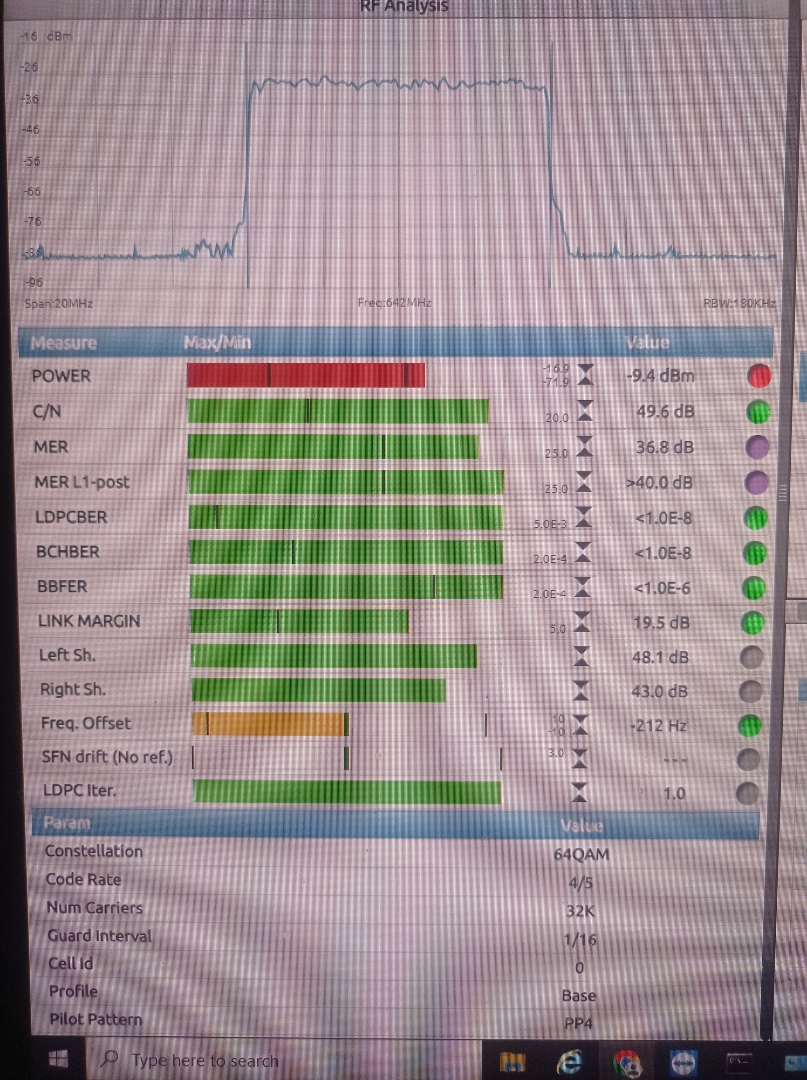 RF Analysis
-16 dBm
-26
-36
-46
-56
-66
-76
-96
Span:20MHz Freq:642MHz RBW:180KHz
Measure Max/Min Value
POWER -16.9 -71.9 -9.4 dBm
C/N 20.0 49.6 dB
MER 25.0 36.8 dB
MER L1-post 25.0 >40.0 dB
LDPCBER 5.0E-3 <1.0E-8
BCHBER 2.0E-4 <1.0E-8
BBFER 2.0E-4 <1.0E-6
LINK MARGIN 5.0 19.5 dB
Left Sh. 48.1 dB
Right Sh. 43.0 dB
Freq. Offset 10 -10 -212 Hz
SFN drift (No ref.) 3.0 ---
LDPC Iter. 1.0
Param Value
Constellation 64QAM
Code Rate 4/5
Num Carriers 32K
Guard Interval 1/16
Cell Id 0
Profile Base
Pilot Pattern PP4
Type here to search